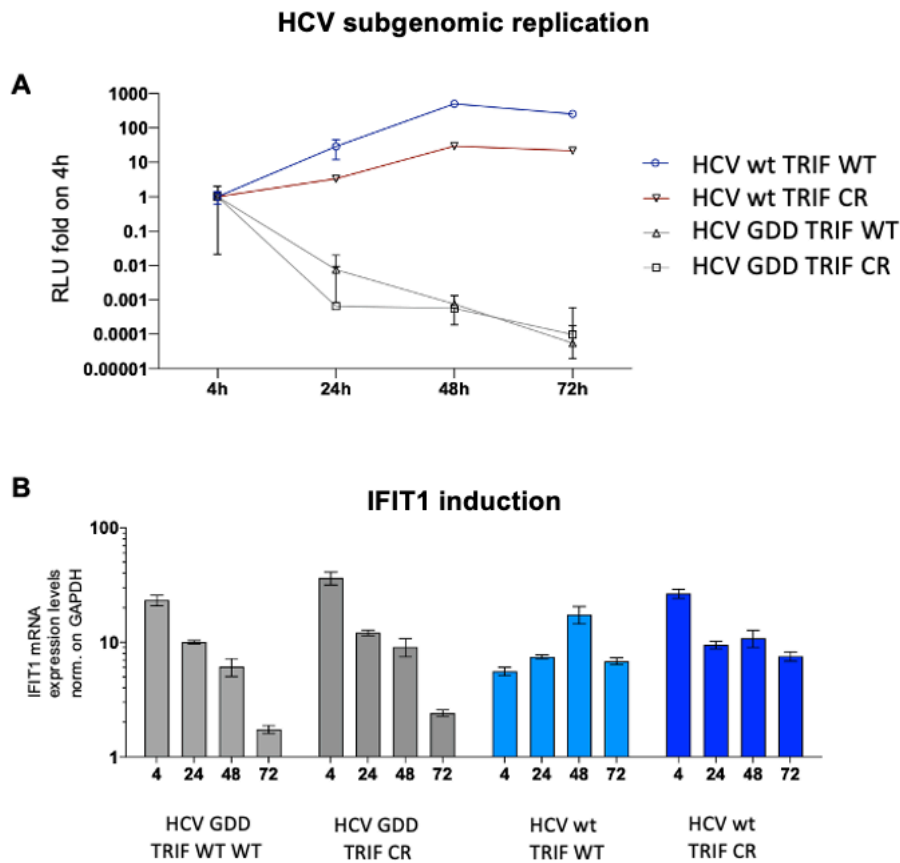 HCV subgenomic replication
A
RLU fold on 4h
1000
100
10
1
0.1
0.01
0.001
0.0001
0.00001
4h 24h 48h 72h
HCV wt TRIF WT
HCV wt TRIF CR
HCV GDD TRIF WT
HCV GDD TRIF CR
B
IFIT1 induction
IFIT1 mRNA
expression levels
norm. on GAPDH
100
10
1
4 24 48 72 4 24 48 72 4 24 48 72 4 24 48 72
HCV GDD
TRIF WT WT
HCV GDD
TRIF CR
HCV wt
TRIF WT
HCV wt
TRIF CR